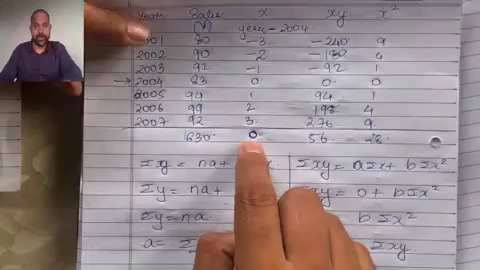 Year Sales x xy x²
(Y) year - 2004
2001 80 -3 -240 9
2002 90 -2 -180 4
2003 92 -1 -92 1
→ 2004 83 0 0 0
2005 94 1 94 1
2006 99 2 198 4
2007 92 3 276 9
630 0 56 28
Σxy = na+ x. Σxy = aΣx+ bΣx²
Σy = na+ xy = 0 + bΣx²
Σy = na bΣx²
a = Σ Σxy